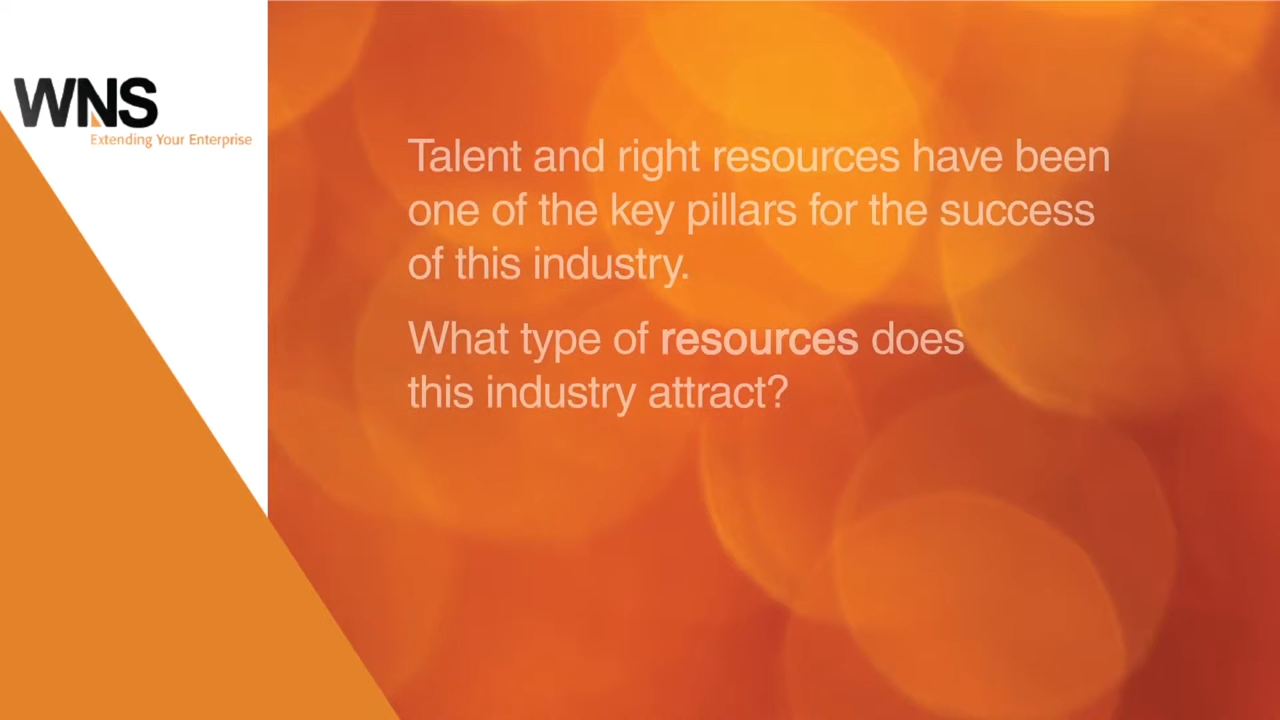 WNS
Extending Your Enterprise
Talent and right resources have been
one of the key pillars for the success
of this industry.
What type of resources does
this industry attract?